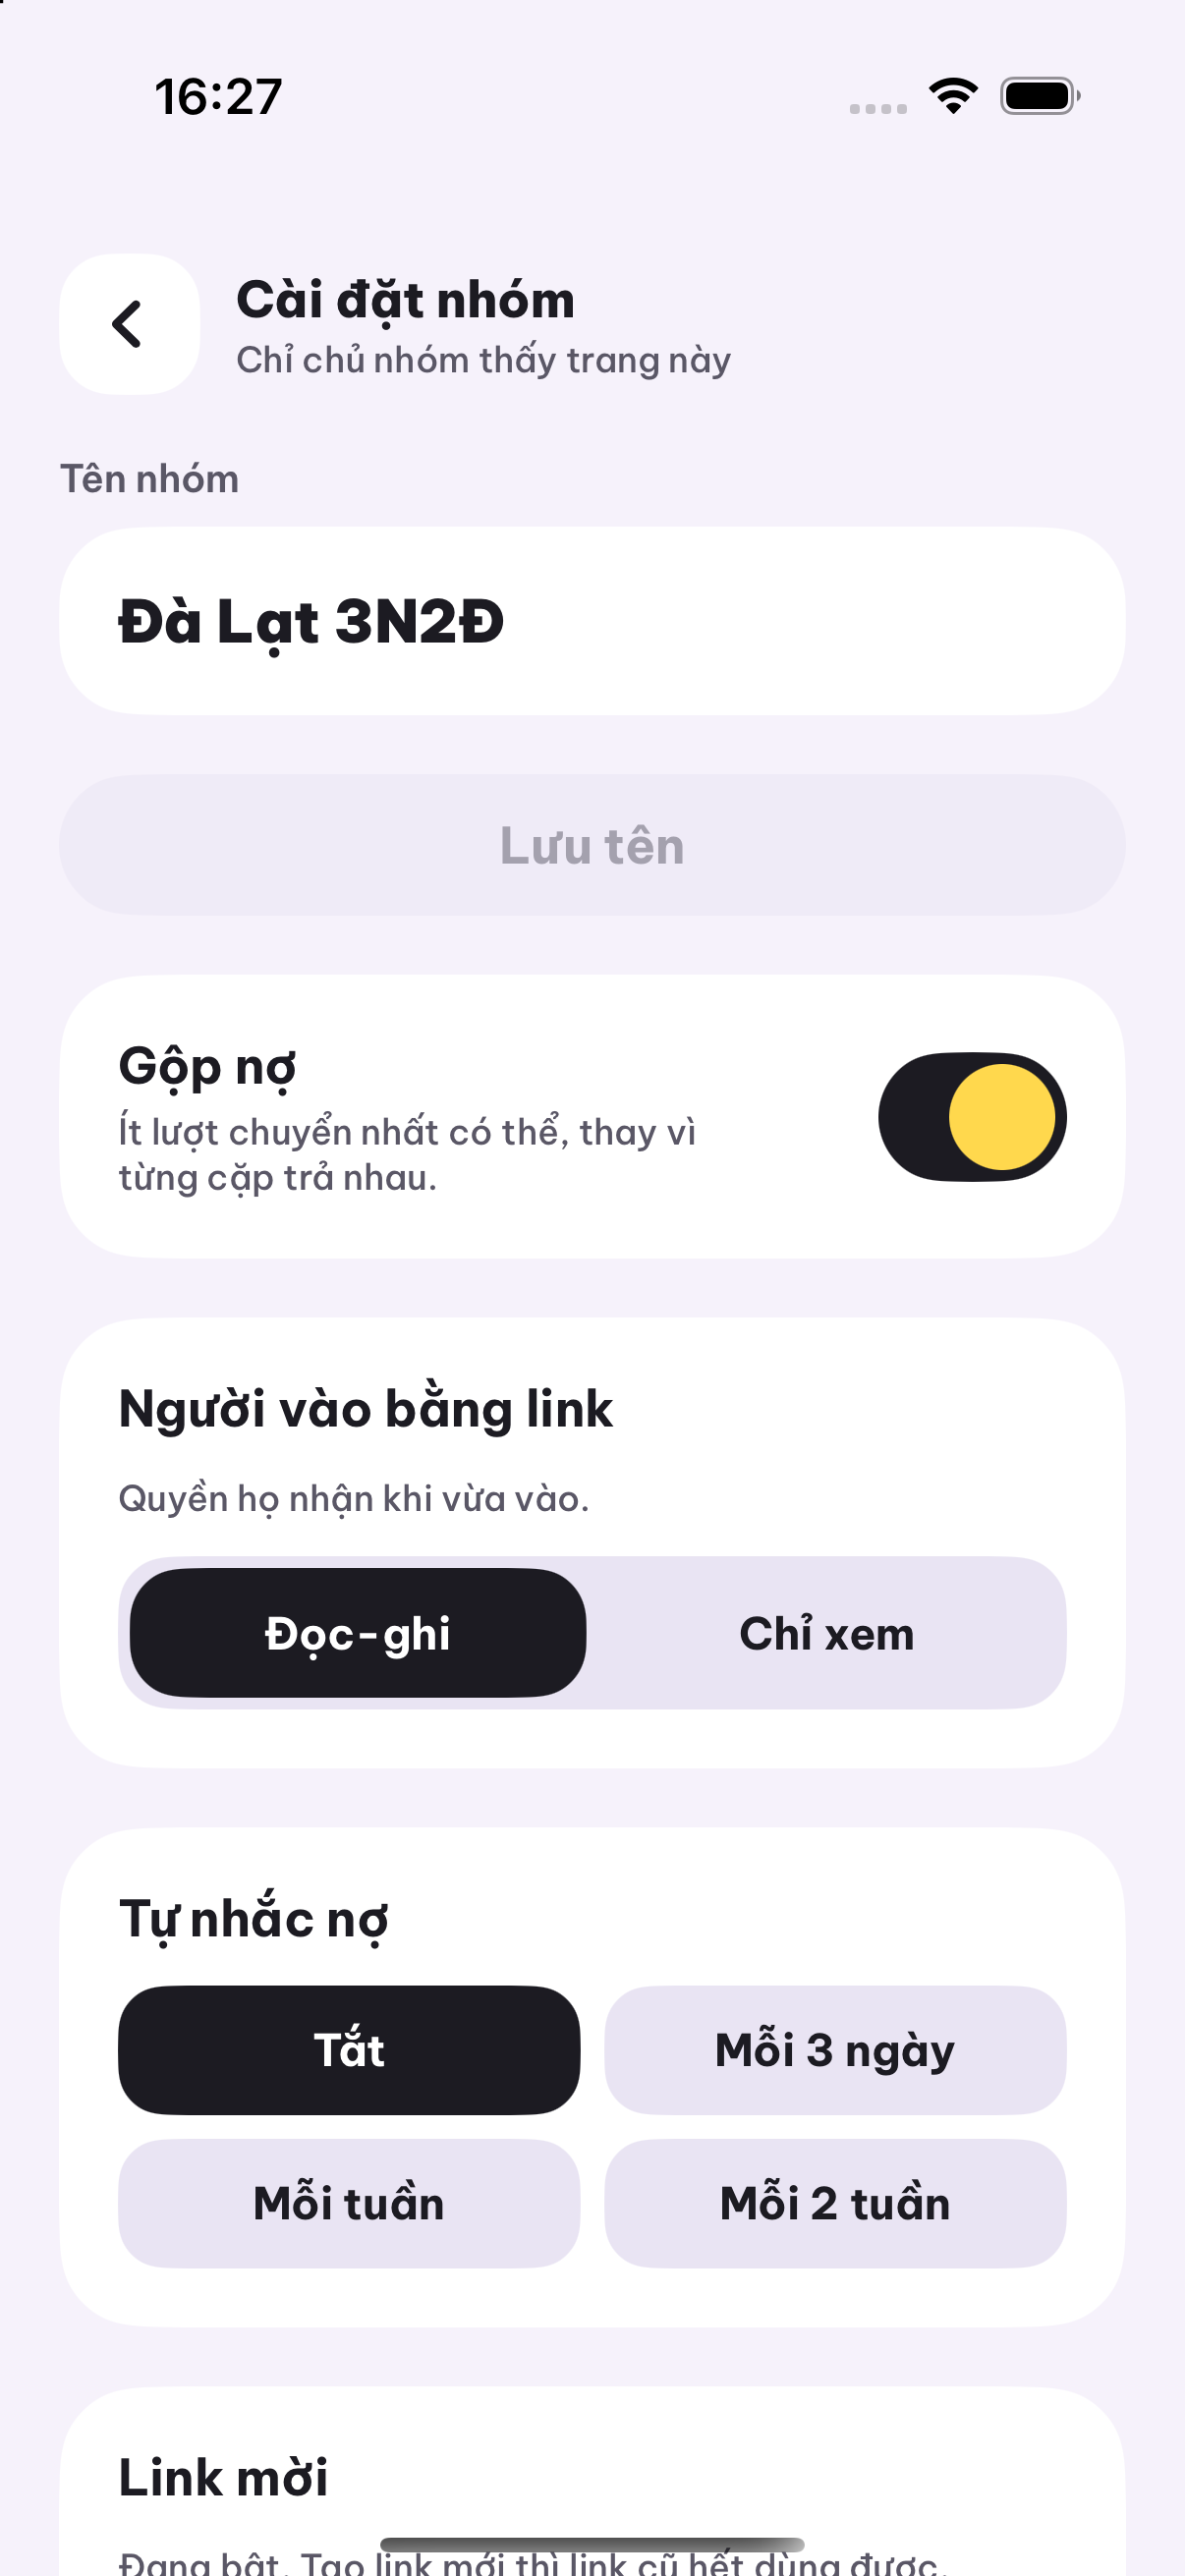 16:27
Cài đặt nhóm
Chỉ chủ nhóm thấy trang này
Tên nhóm
Đà Lạt 3N2Đ
Lưu tên
Gộp nợ
Ít lượt chuyển nhất có thể, thay vì
từng cặp trả nhau.
Người vào bằng link
Quyền họ nhận khi vừa vào.
Đọc-ghi
Chỉ xem
Tự nhắc nợ
Tắt
Mỗi 3 ngày
Mỗi tuần
Mỗi 2 tuần
Link mời
Đang bật. Tạo link mới thì link cũ hết dùng được.